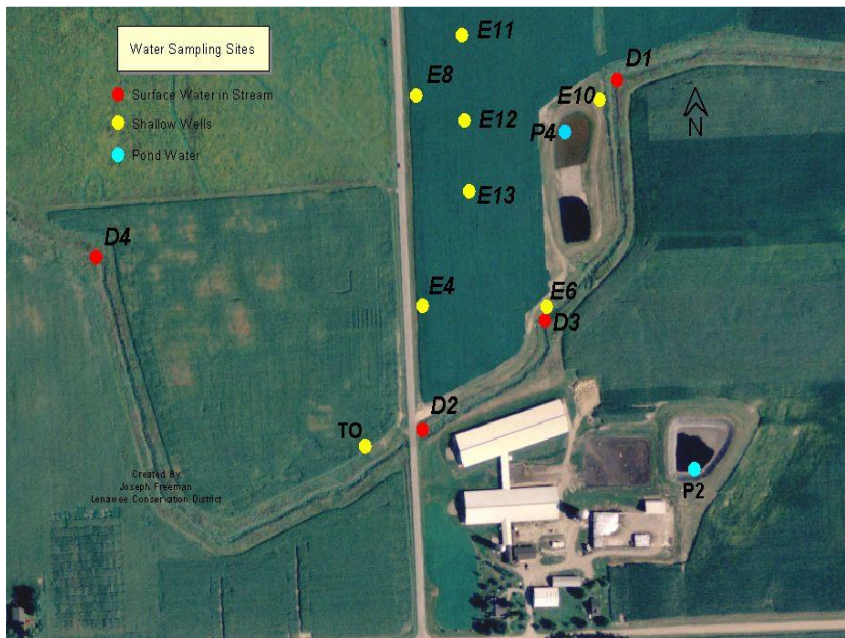 Water Sampling Sites
Surface Water in Stream
Shallow Wells
Pond Water
E11
D1
E8
E10
E12
P4
N
E13
D4
E4
E6
D3
D2
TO
P2
Created By
Joseph Freeman
Lenawee Conservation District